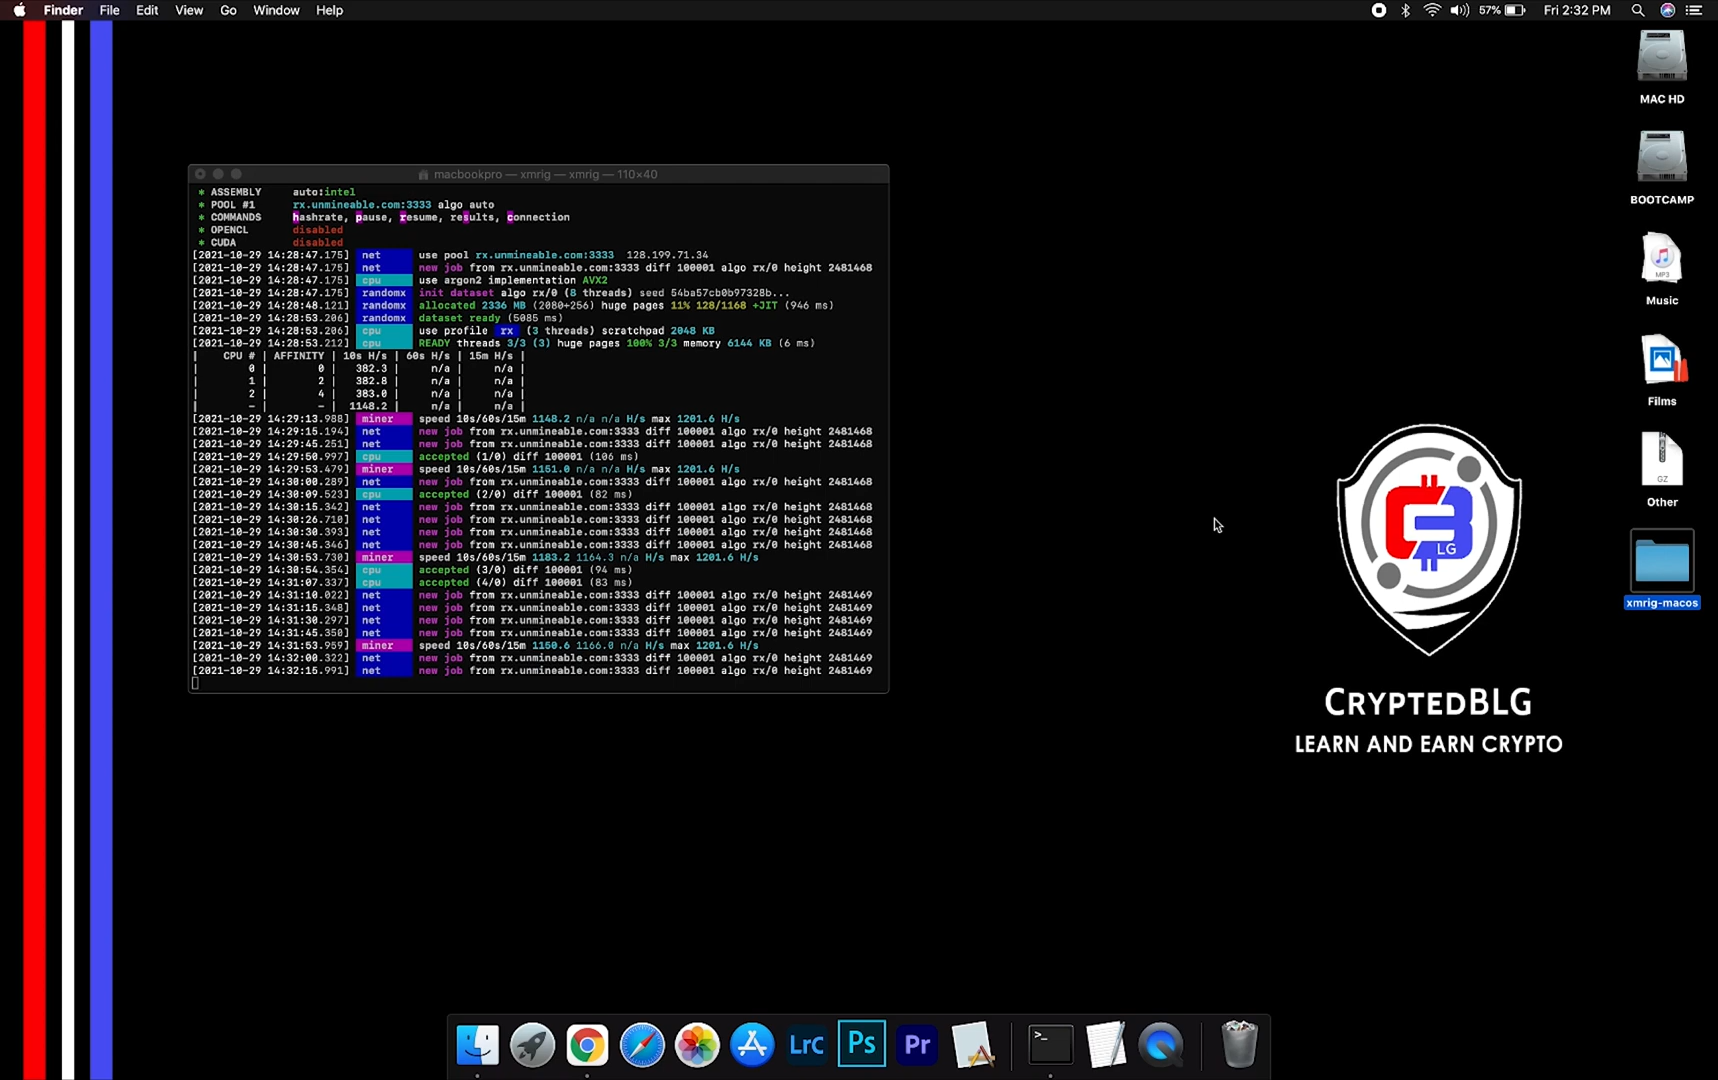 Finder File Edit View Go Window Help
57% Fri 2:32 PM
MAC HD
BOOTCAMP
MP3
Music
Films
GZ
Other
xmrig-macos
macbookpro — xmrig — xmrig — 110×40
* ASSEMBLY auto:intel
* POOL #1 rx.unmineable.com:3333 algo auto
* COMMANDS hashrate, pause, resume, results, connection
* OPENCL disabled
* CUDA disabled
[2021-10-29 14:28:47.175] net use pool rx.unmineable.com:3333 128.199.71.34
[2021-10-29 14:28:47.175] net new job from rx.unmineable.com:3333 diff 100001 algo rx/0 height 2481468
[2021-10-29 14:28:47.175] cpu use argon2 implementation AVX2
[2021-10-29 14:28:47.175] randomx init dataset algo rx/0 (8 threads) seed 54ba57cb0b97328b...
[2021-10-29 14:28:48.121] randomx allocated 2336 MB (2080+256) huge pages 11% 128/1168 +JIT (946 ms)
[2021-10-29 14:28:53.206] randomx dataset ready (5085 ms)
[2021-10-29 14:28:53.206] cpu use profile rx (3 threads) scratchpad 2048 KB
[2021-10-29 14:28:53.212] cpu READY threads 3/3 (3) huge pages 100% 3/3 memory 6144 KB (6 ms)
| CPU # | AFFINITY | 10s H/s | 60s H/s | 15m H/s |
| 0 | 0 | 382.3 | n/a | n/a |
| 1 | 2 | 382.8 | n/a | n/a |
| 2 | 4 | 383.0 | n/a | n/a |
| - | - | 1148.2 | n/a | n/a |
[2021-10-29 14:29:13.988] miner speed 10s/60s/15m 1148.2 n/a n/a H/s max 1201.6 H/s
[2021-10-29 14:29:15.194] net new job from rx.unmineable.com:3333 diff 100001 algo rx/0 height 2481468
[2021-10-29 14:29:45.251] net new job from rx.unmineable.com:3333 diff 100001 algo rx/0 height 2481468
[2021-10-29 14:29:50.997] cpu accepted (1/0) diff 100001 (106 ms)
[2021-10-29 14:29:53.479] miner speed 10s/60s/15m 1151.0 n/a n/a H/s max 1201.6 H/s
[2021-10-29 14:30:00.289] net new job from rx.unmineable.com:3333 diff 100001 algo rx/0 height 2481468
[2021-10-29 14:30:09.523] cpu accepted (2/0) diff 100001 (82 ms)
[2021-10-29 14:30:15.342] net new job from rx.unmineable.com:3333 diff 100001 algo rx/0 height 2481468
[2021-10-29 14:30:26.710] net new job from rx.unmineable.com:3333 diff 100001 algo rx/0 height 2481468
[2021-10-29 14:30:30.393] net new job from rx.unmineable.com:3333 diff 100001 algo rx/0 height 2481468
[2021-10-29 14:30:45.346] net new job from rx.unmineable.com:3333 diff 100001 algo rx/0 height 2481468
[2021-10-29 14:30:53.730] miner speed 10s/60s/15m 1183.2 1164.3 n/a H/s max 1201.6 H/s
[2021-10-29 14:30:54.354] cpu accepted (3/0) diff 100001 (94 ms)
[2021-10-29 14:31:07.337] cpu accepted (4/0) diff 100001 (83 ms)
[2021-10-29 14:31:10.022] net new job from rx.unmineable.com:3333 diff 100001 algo rx/0 height 2481469
[2021-10-29 14:31:15.348] net new job from rx.unmineable.com:3333 diff 100001 algo rx/0 height 2481469
[2021-10-29 14:31:30.297] net new job from rx.unmineable.com:3333 diff 100001 algo rx/0 height 2481469
[2021-10-29 14:31:45.350] net new job from rx.unmineable.com:3333 diff 100001 algo rx/0 height 2481469
[2021-10-29 14:31:53.959] miner speed 10s/60s/15m 1150.6 1166.0 n/a H/s max 1201.6 H/s
[2021-10-29 14:32:00.322] net new job from rx.unmineable.com:3333 diff 100001 algo rx/0 height 2481469
[2021-10-29 14:32:15.991] net new job from rx.unmineable.com:3333 diff 100001 algo rx/0 height 2481469
CB
LG
CRYPTEDBLG
LEARN AND EARN CRYPTO
LrC Ps Pr >_